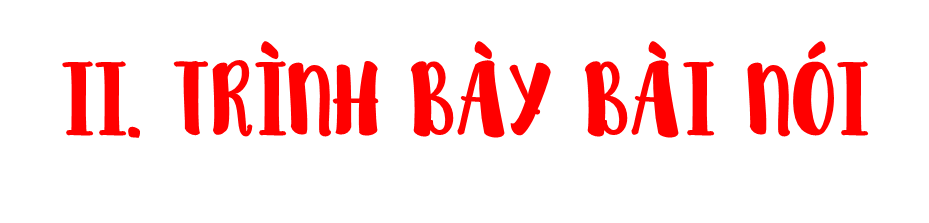 II. TRÌNH BÀY BÀI NÓI